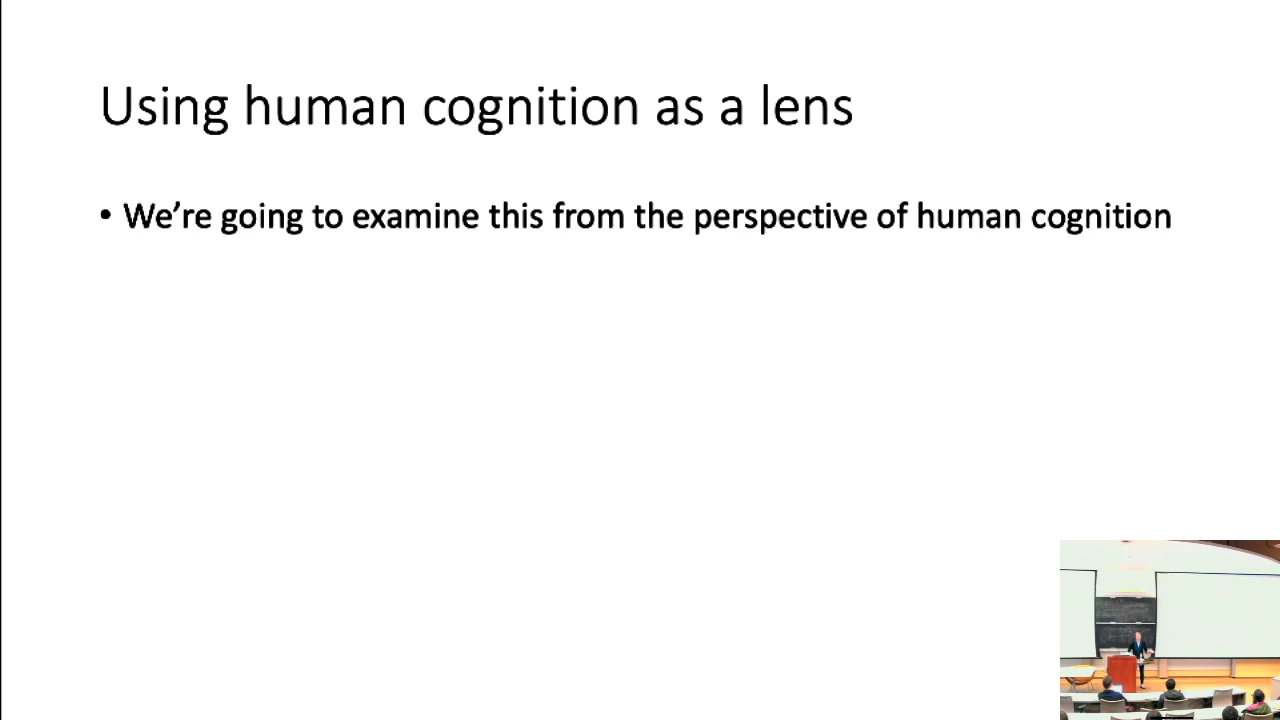 Using human cognition as a lens
• We're going to examine this from the perspective of human cognition